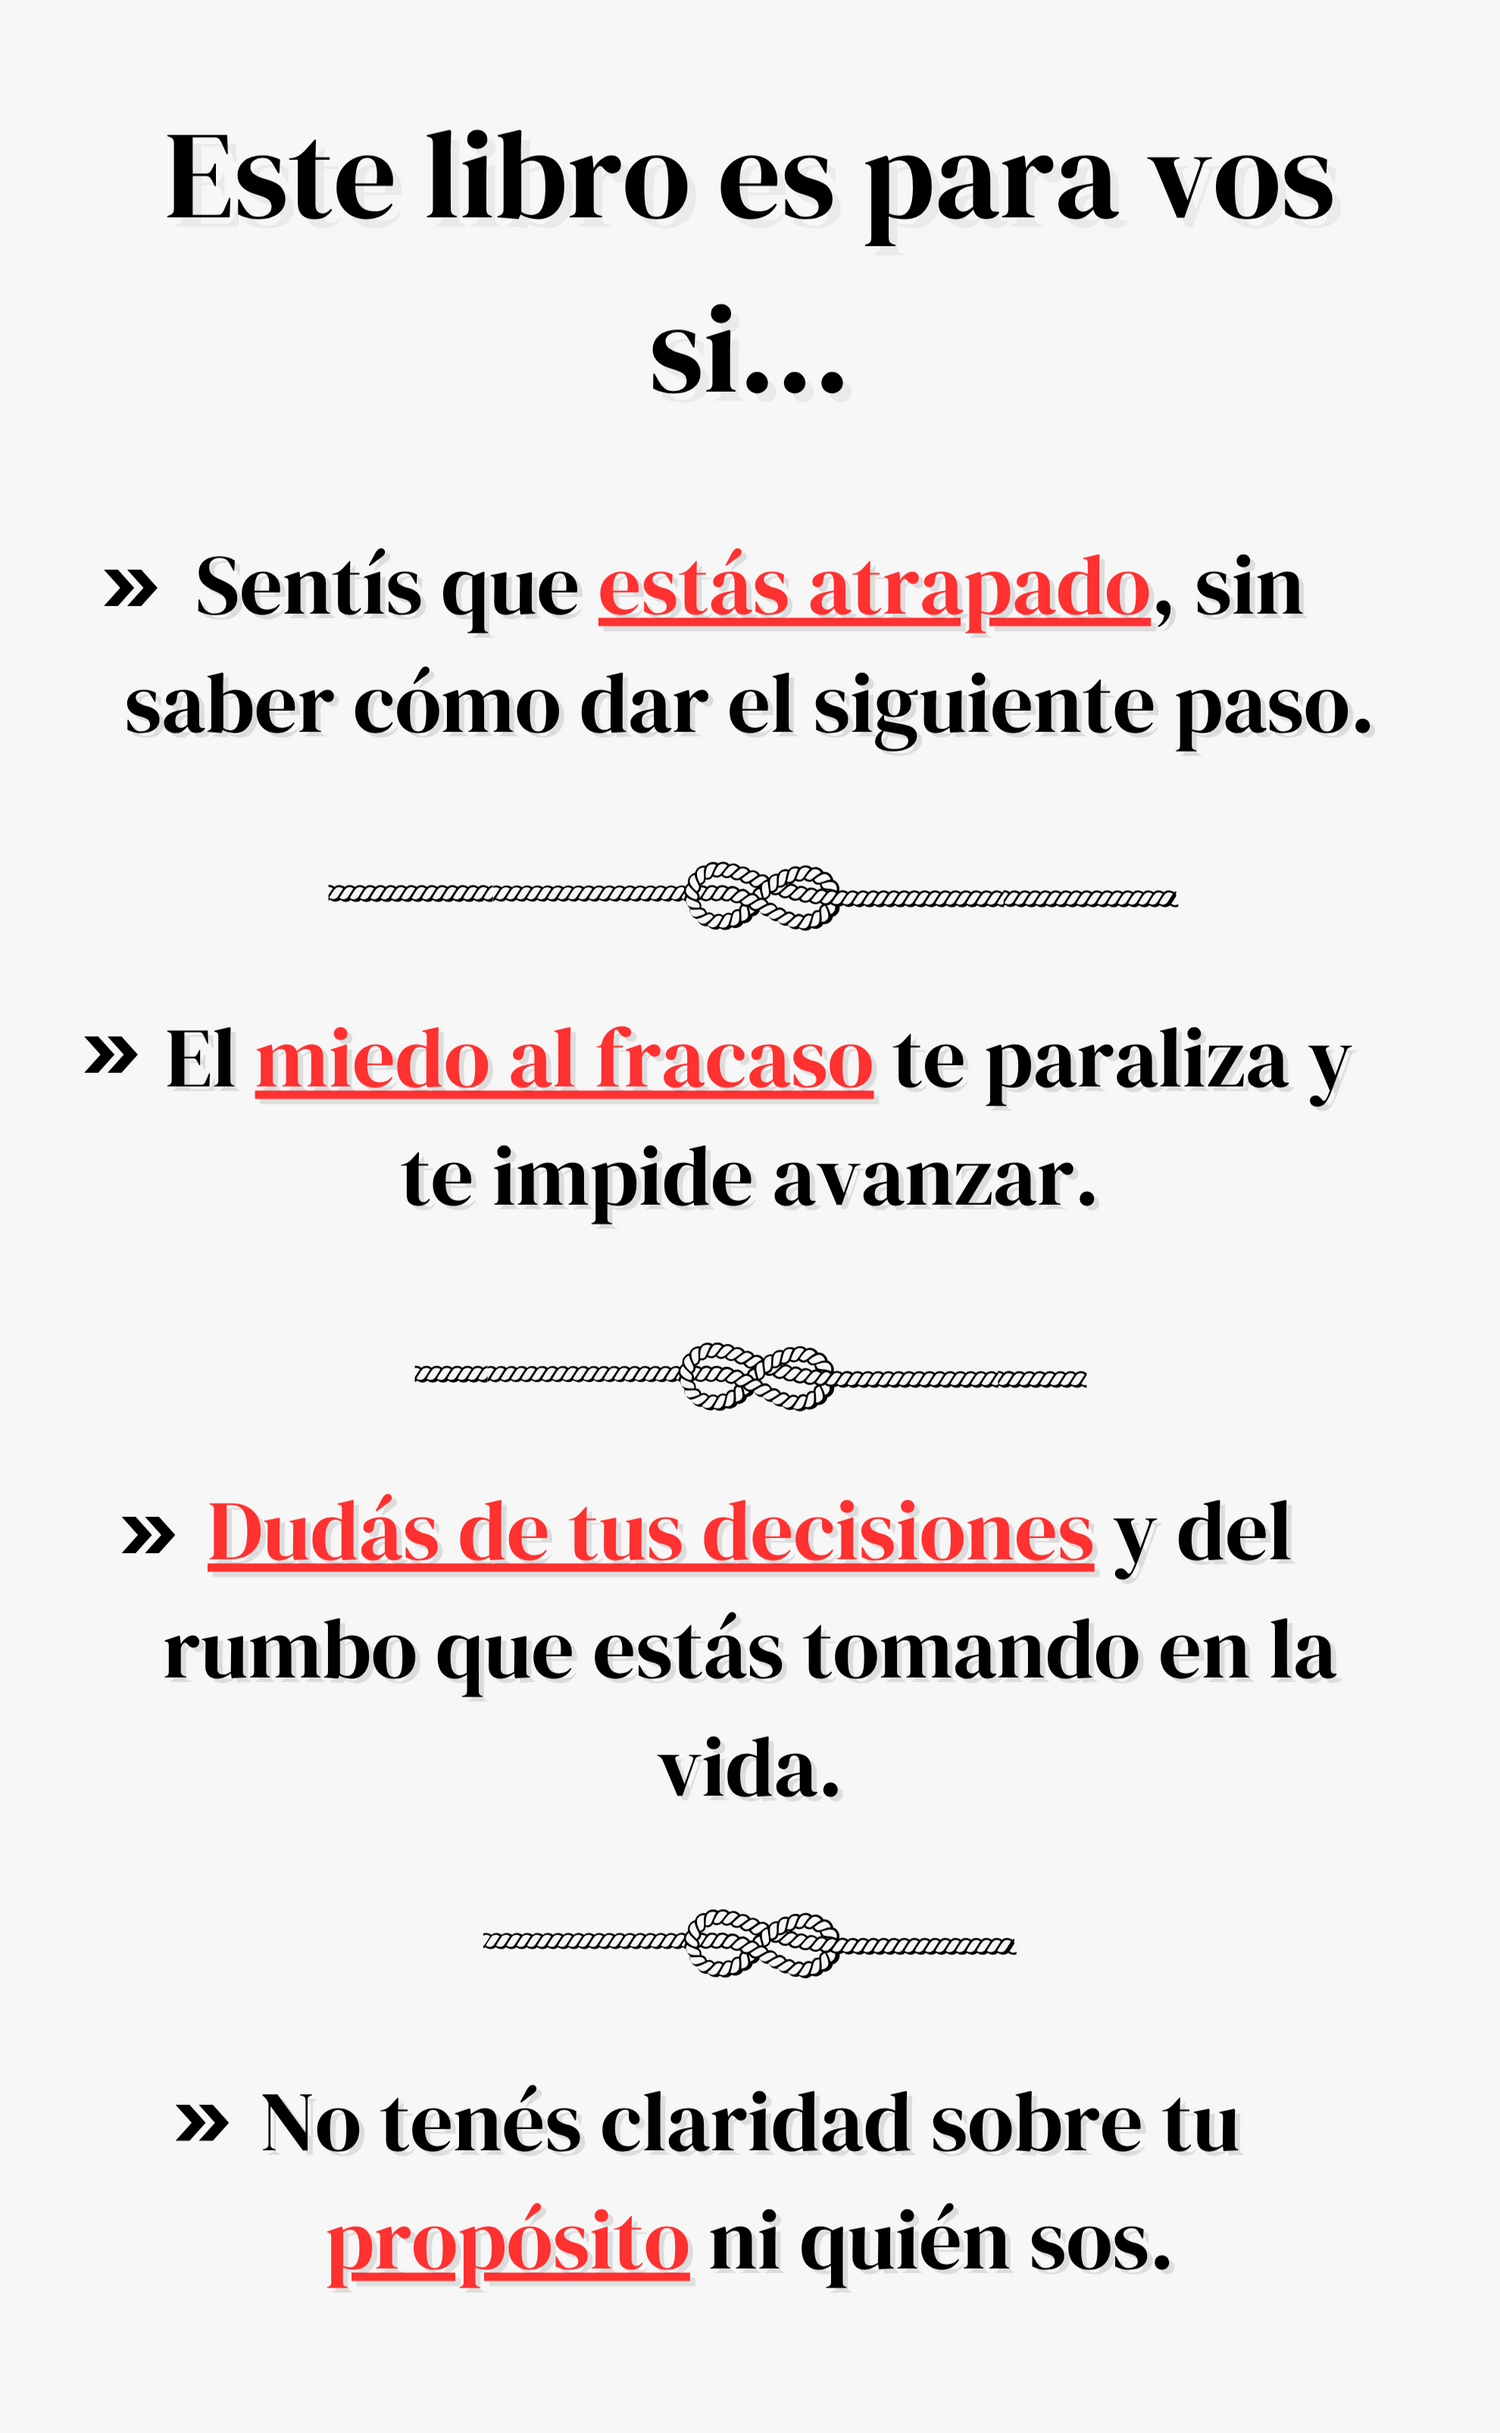 Este libro es para vos
si...
» Sentís que estás atrapado, sin
saber cómo dar el siguiente paso.
» El miedo al fracaso te paraliza y
te impide avanzar.
» Dudás de tus decisiones y del
rumbo que estás tomando en la
vida.
» No tenés claridad sobre tu
propósito ni quién sos.